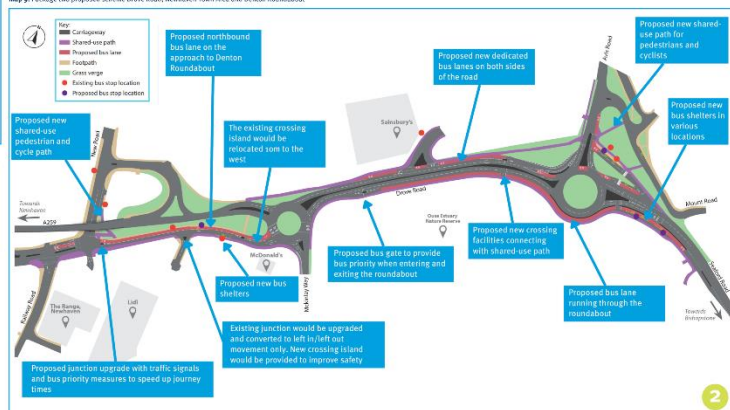 Map 9: Package two proposed scheme Drove Road, Newhaven Town Area and Denton Roundabout
Key:
Carriageway
Shared-use path
Proposed bus lane
Footpath
Grass verge
Existing bus stop location
Proposed bus stop location
Proposed northbound
bus lane on the
approach to Denton
Roundabout
Proposed new dedicated
bus lanes on both sides
of the road
Proposed new shared-
use path for
pedestrians and
cyclists
Avis Road
Proposed new
bus shelters in
various
locations
Sainsbury's
Proposed new
shared-use
pedestrian and
cycle path
New Road
The existing crossing
island would be
relocated 10m to the
west
Drove Road
Mount Road
Towards
Newhaven
A259
Ouse Estuary
Nature Reserve
Seaford Road
McDonald's
Proposed new bus
shelters
McKinlay Way
Proposed bus gate to provide
bus priority when entering and
exiting the roundabout
Proposed new crossing
facilities connecting
with shared-use path
Proposed bus lane
running through the
roundabout
Towards
Bishopstone
Railway Road
The Range,
Newhaven
Lidl
Existing junction would be upgraded
and converted to left in/left out
movement only. New crossing island
would be provided to improve safety
Proposed junction upgrade with traffic signals
and bus priority measures to speed up journey
times
2